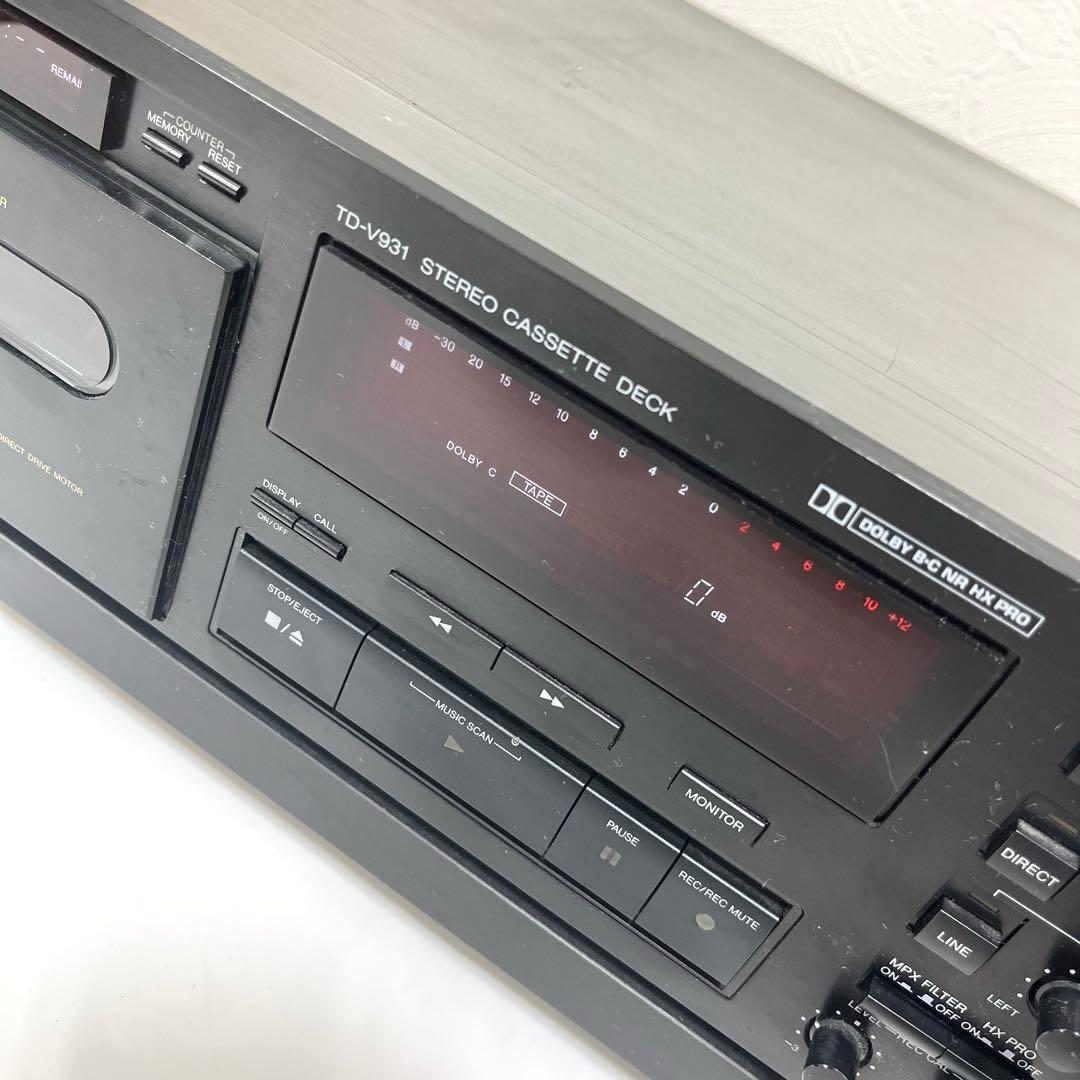 COUNTER
MEMORY RESET
TD-V931 STEREO CASSETTE DECK
dB -30 20 15 12 10 8 6 4 2 0 2 4 6 8 10 +12
L
R
DOLBY C TAPE
0 dB
DOLBY B·C NR HX PRO
DIRECT DRIVE MOTOR
DISPLAY CALL
ON/OFF
STOP/EJECT
MUSIC SCAN
PAUSE
REC/REC MUTE
MONITOR
DIRECT
LINE
MPX FILTER
ON OFF
HX PRO
ON OFF
LEFT
LEVEL REC CAL
-3